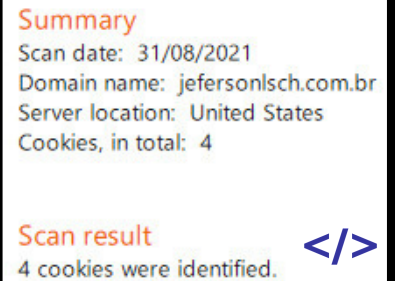 Summary
Scan date: 31/08/2021
Domain name: jefersonlsch.com.br
Server location: United States
Cookies, in total: 4
Scan result
</>
4 cookies were identified.